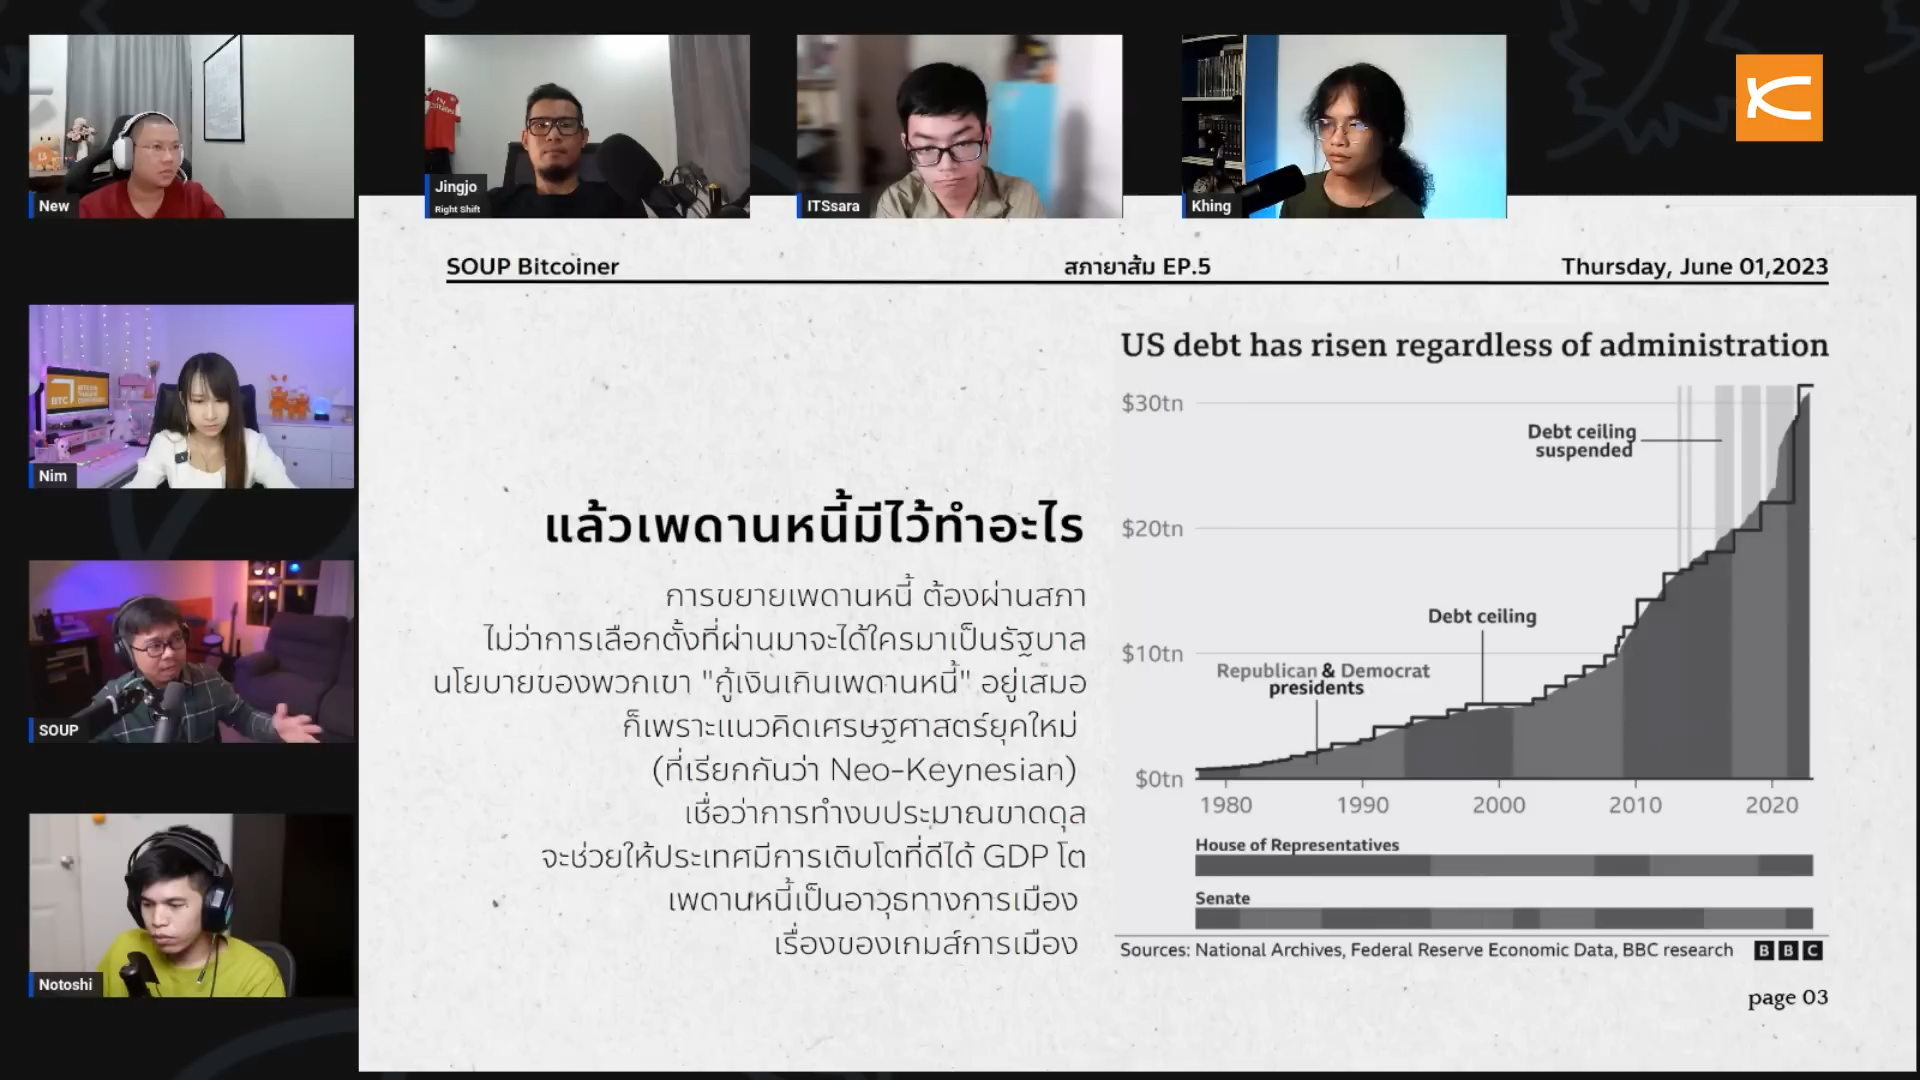 New
Jingjo
Right Shift
ITSsara
Khing
Nim
SOUP
Notoshi
SOUP Bitcoiner
สภายาส้ม EP.5
Thursday, June 01,2023
แล้วเพดานหนี้มีไว้ทำอะไร
การขยายเพดานหนี้ ต้องผ่านสภา
ไม่ว่าการเลือกตั้งที่ผ่านมาจะได้ใครมาเป็นรัฐบาล
นโยบายของพวกเขา "กู้เงินเกินเพดานหนี้" อยู่เสมอ
ก็เพราะแนวคิดเศรษฐศาสตร์ยุคใหม่
(ที่เรียกกันว่า Neo-Keynesian)
เชื่อว่าการทำงบประมาณขาดดุล
จะช่วยให้ประเทศมีการเติบโตที่ดีได้ GDP โต
เพดานหนี้เป็นอาวุธทางการเมือง
เรื่องของเกมส์การเมือง
US debt has risen regardless of administration
$30tn
$20tn
$10tn
$0tn
Debt ceiling
suspended
Debt ceiling
Republican & Democrat
presidents
1980
1990
2000
2010
2020
House of Representatives
Senate
Sources: National Archives, Federal Reserve Economic Data, BBC research
BBC
page 03